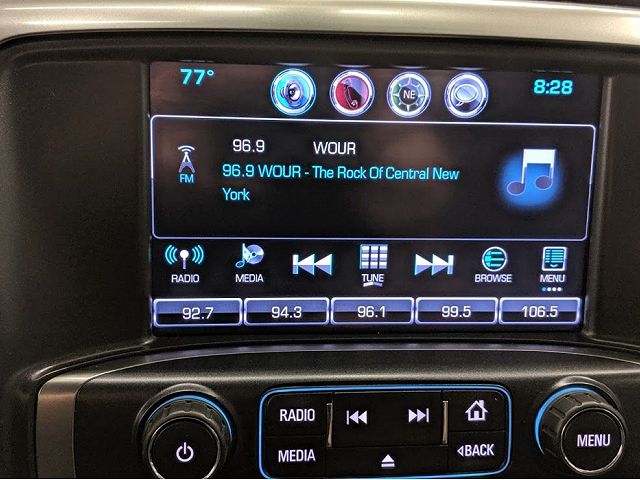 77°
NE
8:28
96.9 WOUR
FM
96.9 WOUR - The Rock Of Central New
York
RADIO MEDIA TUNE BROWSE MENU
92.7 94.3 96.1 99.5 106.5
RADIO
MEDIA
BACK
MENU